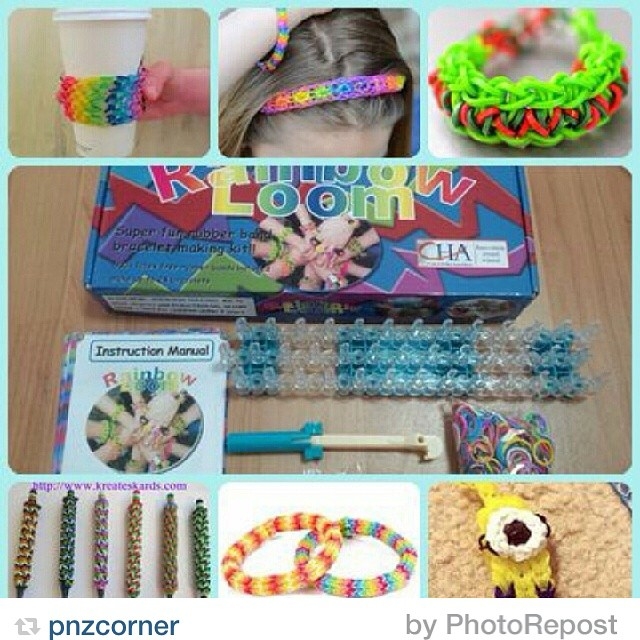 Rainbow
Loom
Super fun rubber band
bracelet making kit!!
CHA
Instruction Manual
Rainbow
http://www.kreateskards.com
pnzcorner
by PhotoRepost